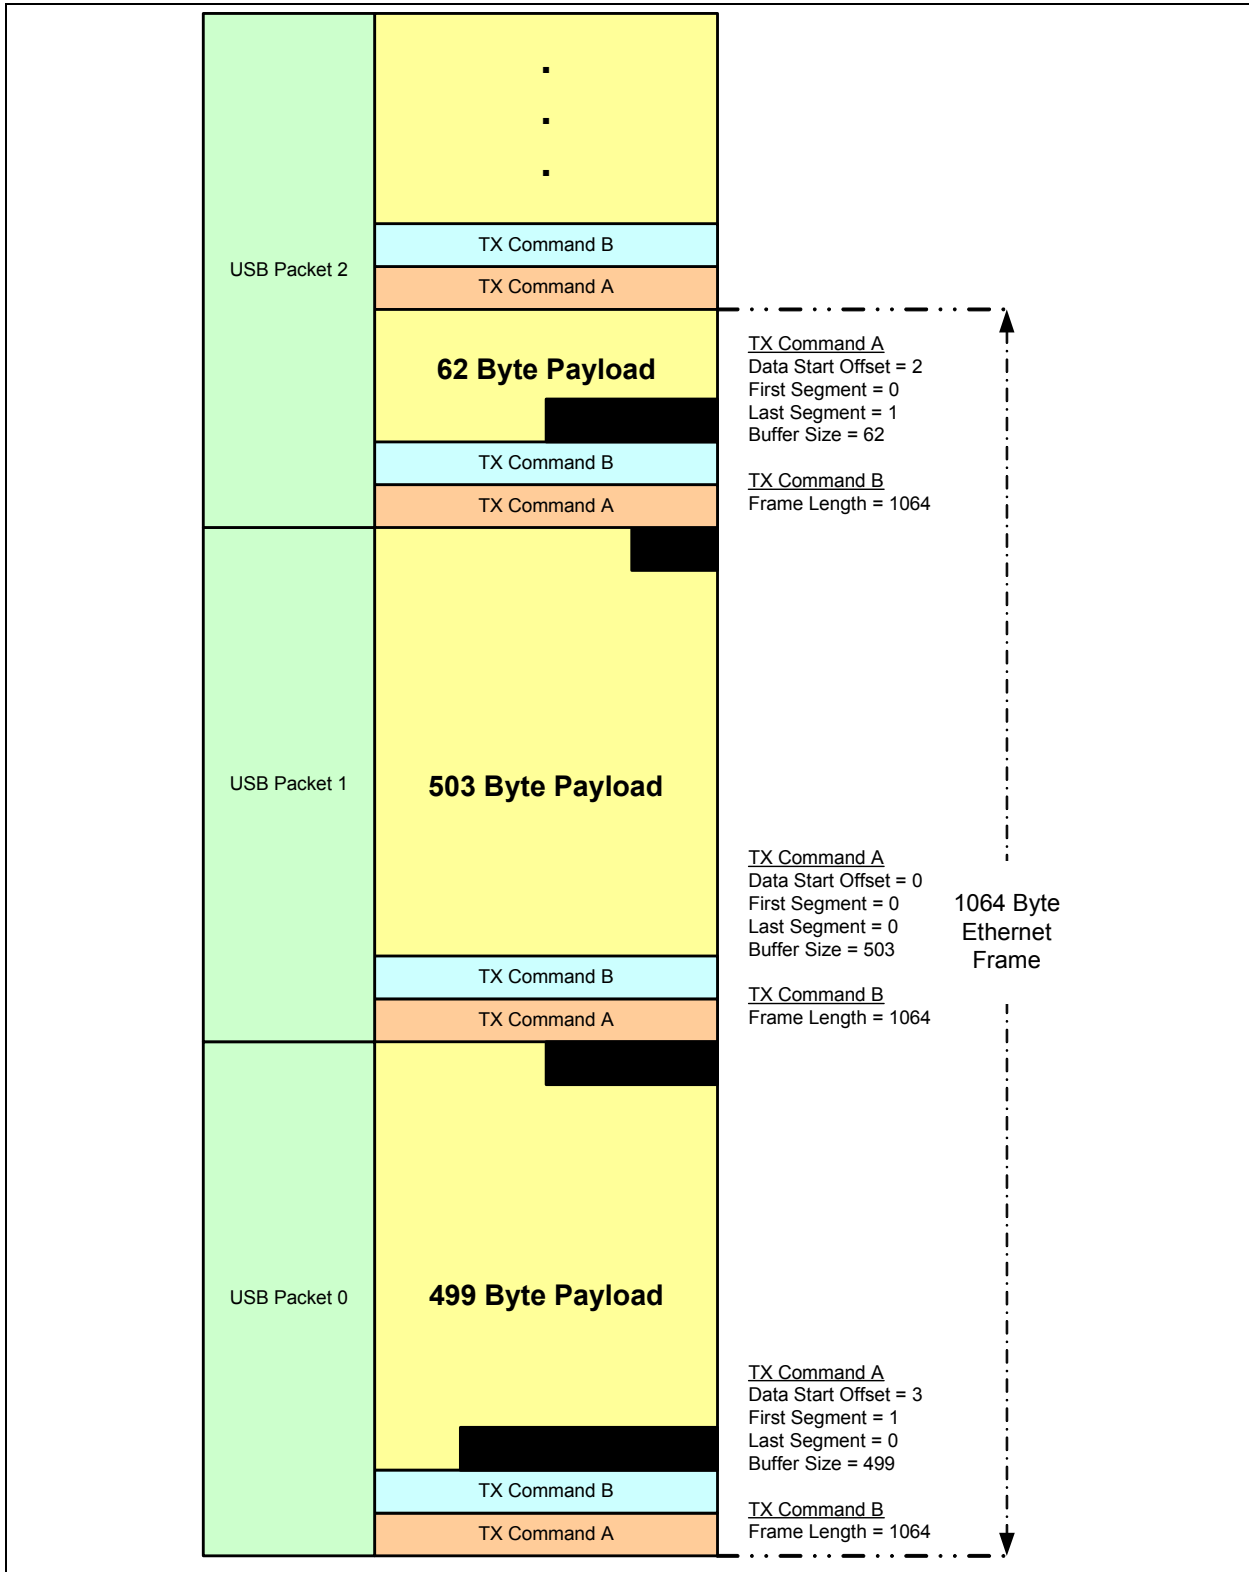 TX Command B
USB Packet 2
TX Command A
62 Byte Payload
TX Command A
Data Start Offset = 2
First Segment = 0
Last Segment = 1
Buffer Size = 62
TX Command B
TX Command B
Frame Length = 1064
TX Command A
USB Packet 1
503 Byte Payload
TX Command A
Data Start Offset = 0
First Segment = 0
Last Segment = 0
Buffer Size = 503
1064 Byte
Ethernet
Frame
TX Command B
TX Command B
Frame Length = 1064
TX Command A
USB Packet 0
499 Byte Payload
TX Command A
Data Start Offset = 3
First Segment = 1
Last Segment = 0
Buffer Size = 499
TX Command B
TX Command B
Frame Length = 1064
TX Command A